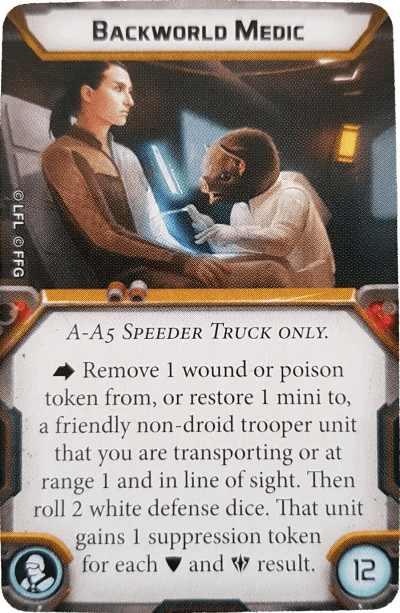 BACKWORLD MEDIC
© LFL © FFG
A-A5 SPEEDER TRUCK ONLY.
Remove 1 wound or poison
token from, or restore 1 mini to,
a friendly non-droid trooper unit
that you are transporting or at
range 1 and in line of sight. Then
roll 2 white defense dice. That unit
gains 1 suppression token
for each and result.
12